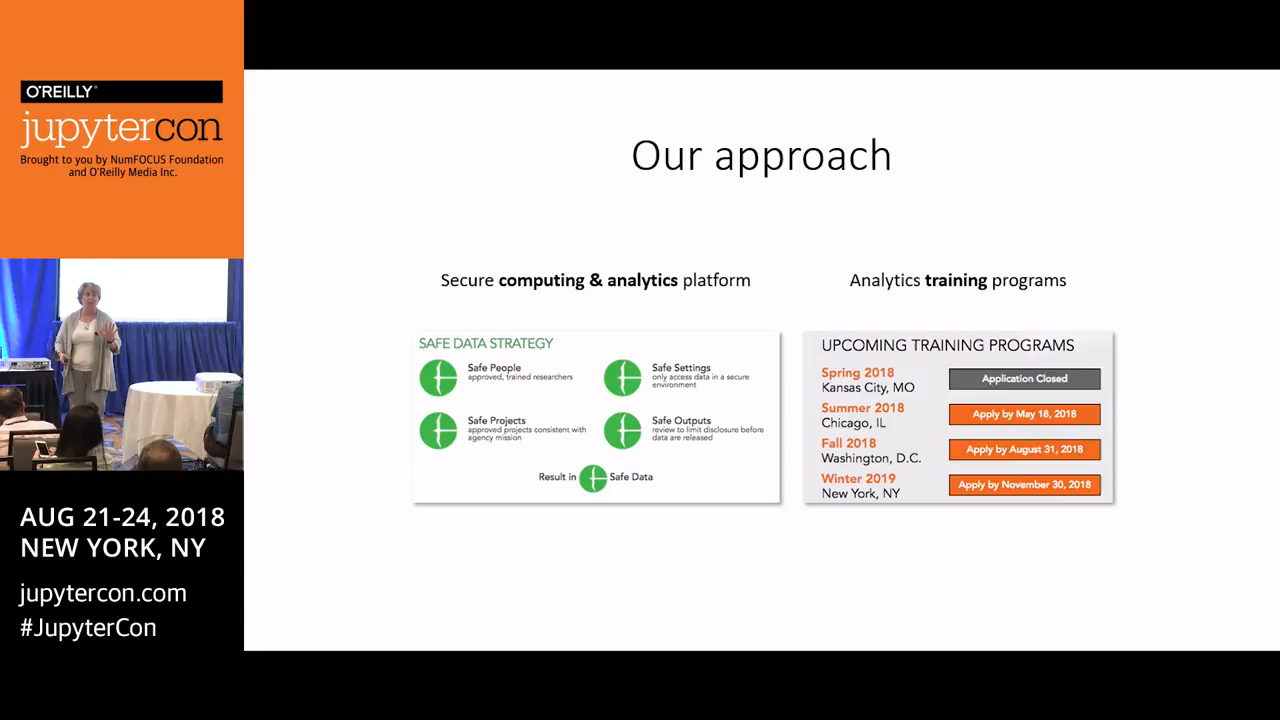 O'REILLY®
jupytercon
Brought to you by NumFOCUS Foundation
and O'Reilly Media Inc.
AUG 21-24, 2018
NEW YORK, NY
jupytercon.com
#JupyterCon
Our approach
Secure computing & analytics platform
SAFE DATA STRATEGY
Safe People
approved, trained researchers
Safe Settings
only access data in a secure
environment
Safe Projects
approved projects consistent with
agency mission
Safe Outputs
review to limit disclosure before
data are released
Result in Safe Data
Analytics training programs
UPCOMING TRAINING PROGRAMS
Spring 2018
Kansas City, MO
Application Closed
Summer 2018
Chicago, IL
Apply by May 18, 2018
Fall 2018
Washington, D.C.
Apply by August 31, 2018
Winter 2019
New York, NY
Apply by November 30, 2018